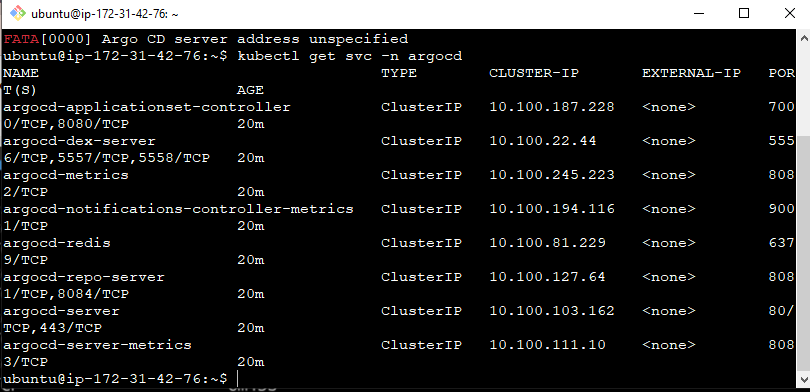 ubuntu@ip-172-31-42-76: ~
FATA[0000] Argo CD server address unspecified
ubuntu@ip-172-31-42-76:~$ kubectl get svc -n argocd
NAME TYPE CLUSTER-IP EXTERNAL-IP POR
T(S) AGE
argocd-applicationset-controller ClusterIP 10.100.187.228 <none> 700
0/TCP,8080/TCP 20m
argocd-dex-server ClusterIP 10.100.22.44 <none> 555
6/TCP,5557/TCP,5558/TCP 20m
argocd-metrics ClusterIP 10.100.245.223 <none> 808
2/TCP 20m
argocd-notifications-controller-metrics ClusterIP 10.100.194.116 <none> 900
1/TCP 20m
argocd-redis ClusterIP 10.100.81.229 <none> 637
9/TCP 20m
argocd-repo-server ClusterIP 10.100.127.64 <none> 808
1/TCP,8084/TCP 20m
argocd-server ClusterIP 10.100.103.162 <none> 80/
TCP,443/TCP 20m
argocd-server-metrics ClusterIP 10.100.111.10 <none> 808
3/TCP 20m
ubuntu@ip-172-31-42-76:~$